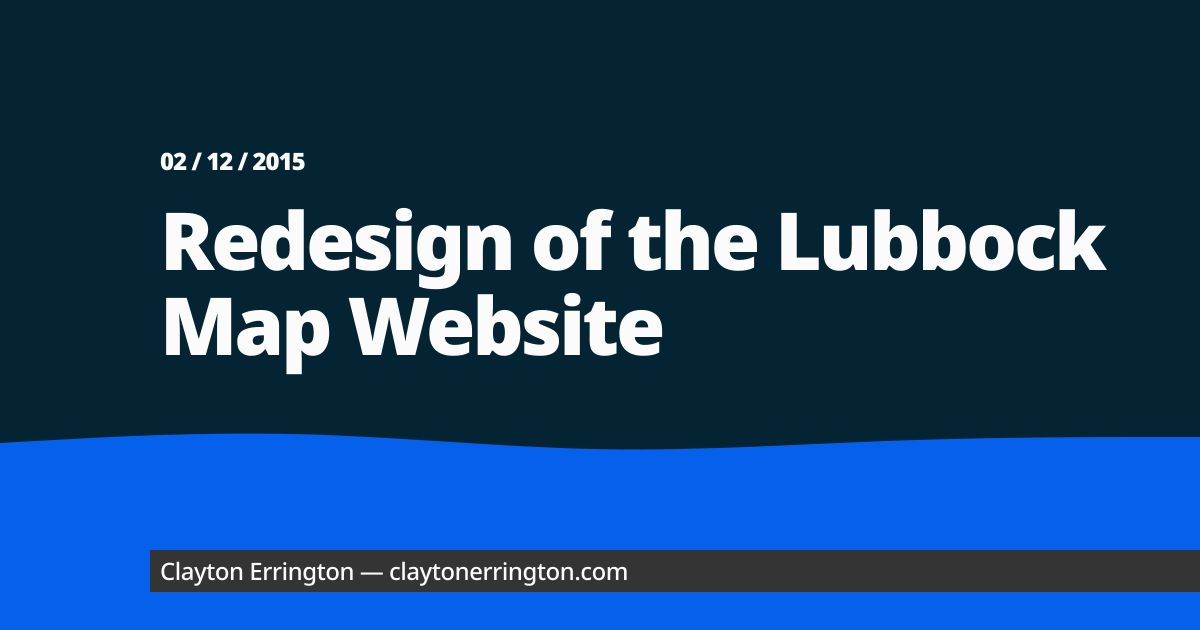 02 / 12 / 2015
Redesign of the Lubbock
Map Website
Clayton Errington — claytonerrington.com